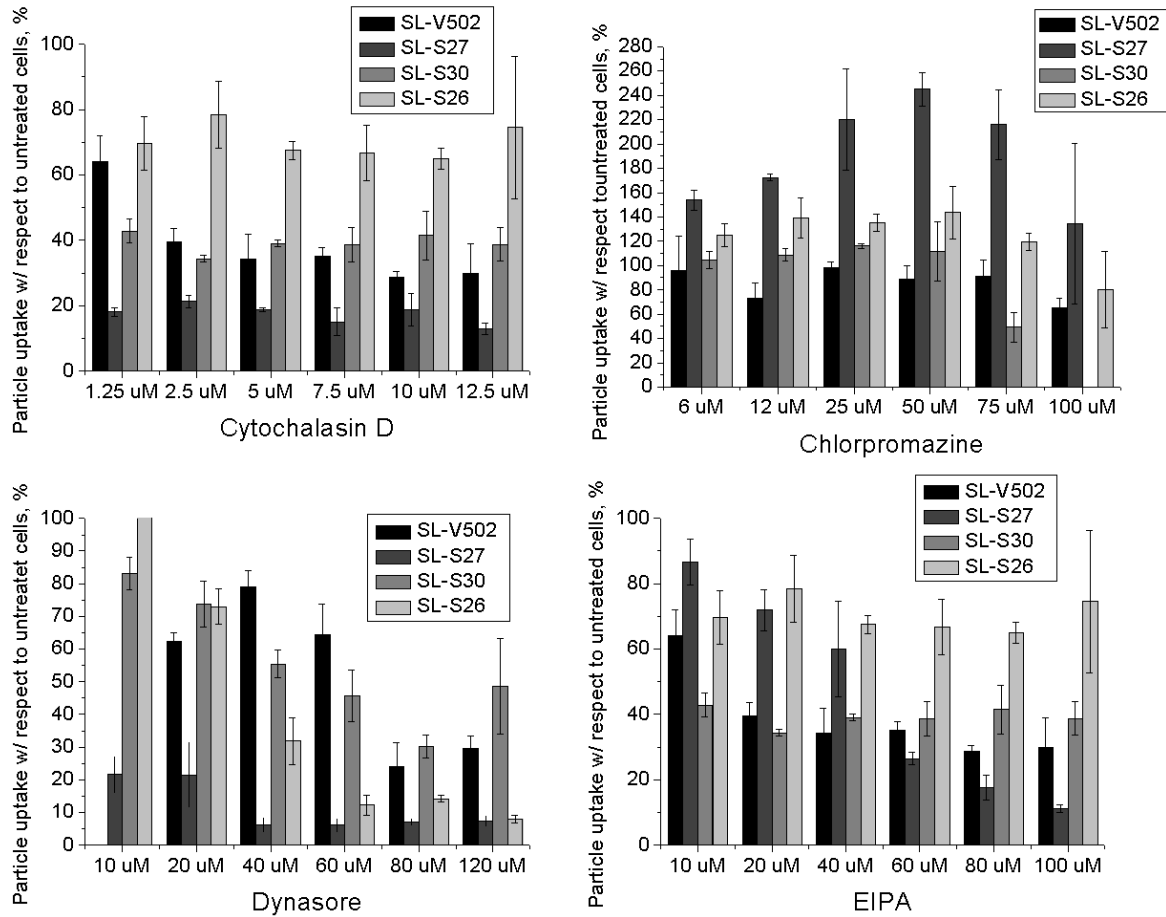 Particle uptake w/ respect to untreated cells, %
100
80
60
40
20
0
SL-V502
SL-S27
SL-S30
SL-S26
1.25 uM 2.5 uM 5 uM 7.5 uM 10 uM 12.5 uM
Cytochalasin D
Particle uptake w/ respect tountreated cells, %
280
260
240
220
200
180
160
140
120
100
80
60
40
20
0
SL-V502
SL-S27
SL-S30
SL-S26
6 uM 12 uM 25 uM 50 uM 75 uM 100 uM
Chlorpromazine
Particle uptake w/ respect to untreatet cells, %
100
90
80
70
60
50
40
30
20
10
0
SL-V502
SL-S27
SL-S30
SL-S26
10 uM 20 uM 40 uM 60 uM 80 uM 120 uM
Dynasore
Particle uptake w/ respect to untreated cells, %
100
80
60
40
20
0
SL-V502
SL-S27
SL-S30
SL-S26
10 uM 20 uM 40 uM 60 uM 80 uM 100 uM
EIPA